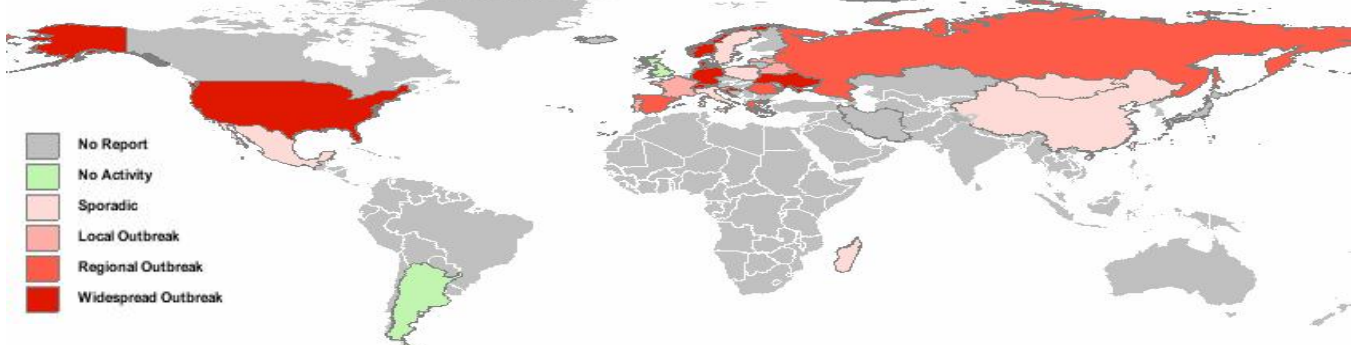 No Report
No Activity
Sporadic
Local Outbreak
Regional Outbreak
Widespread Outbreak